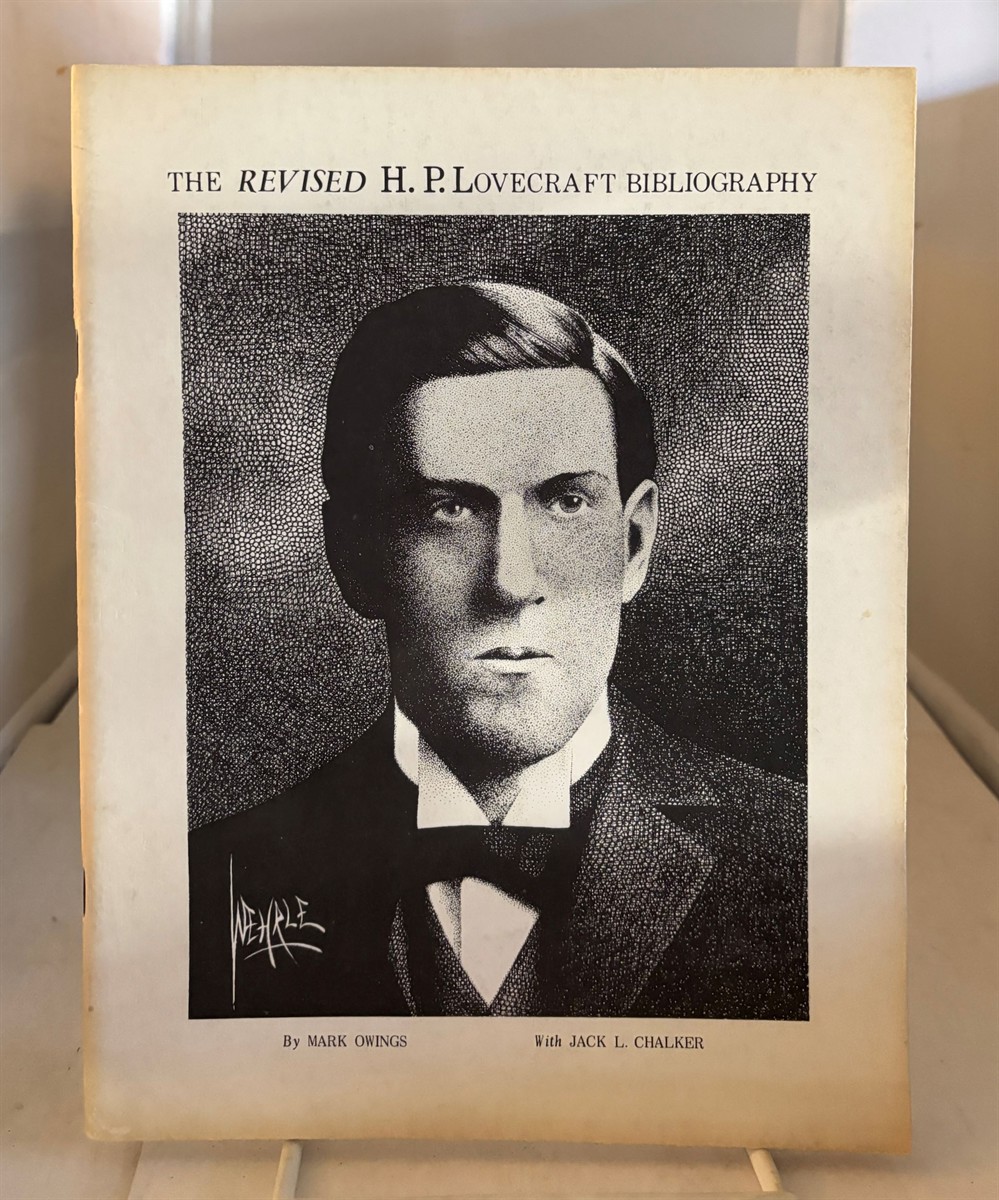 THE REVISED H. P. LOVECRAFT BIBLIOGRAPHY
WEHRLE
By MARK OWINGS With JACK L. CHALKER